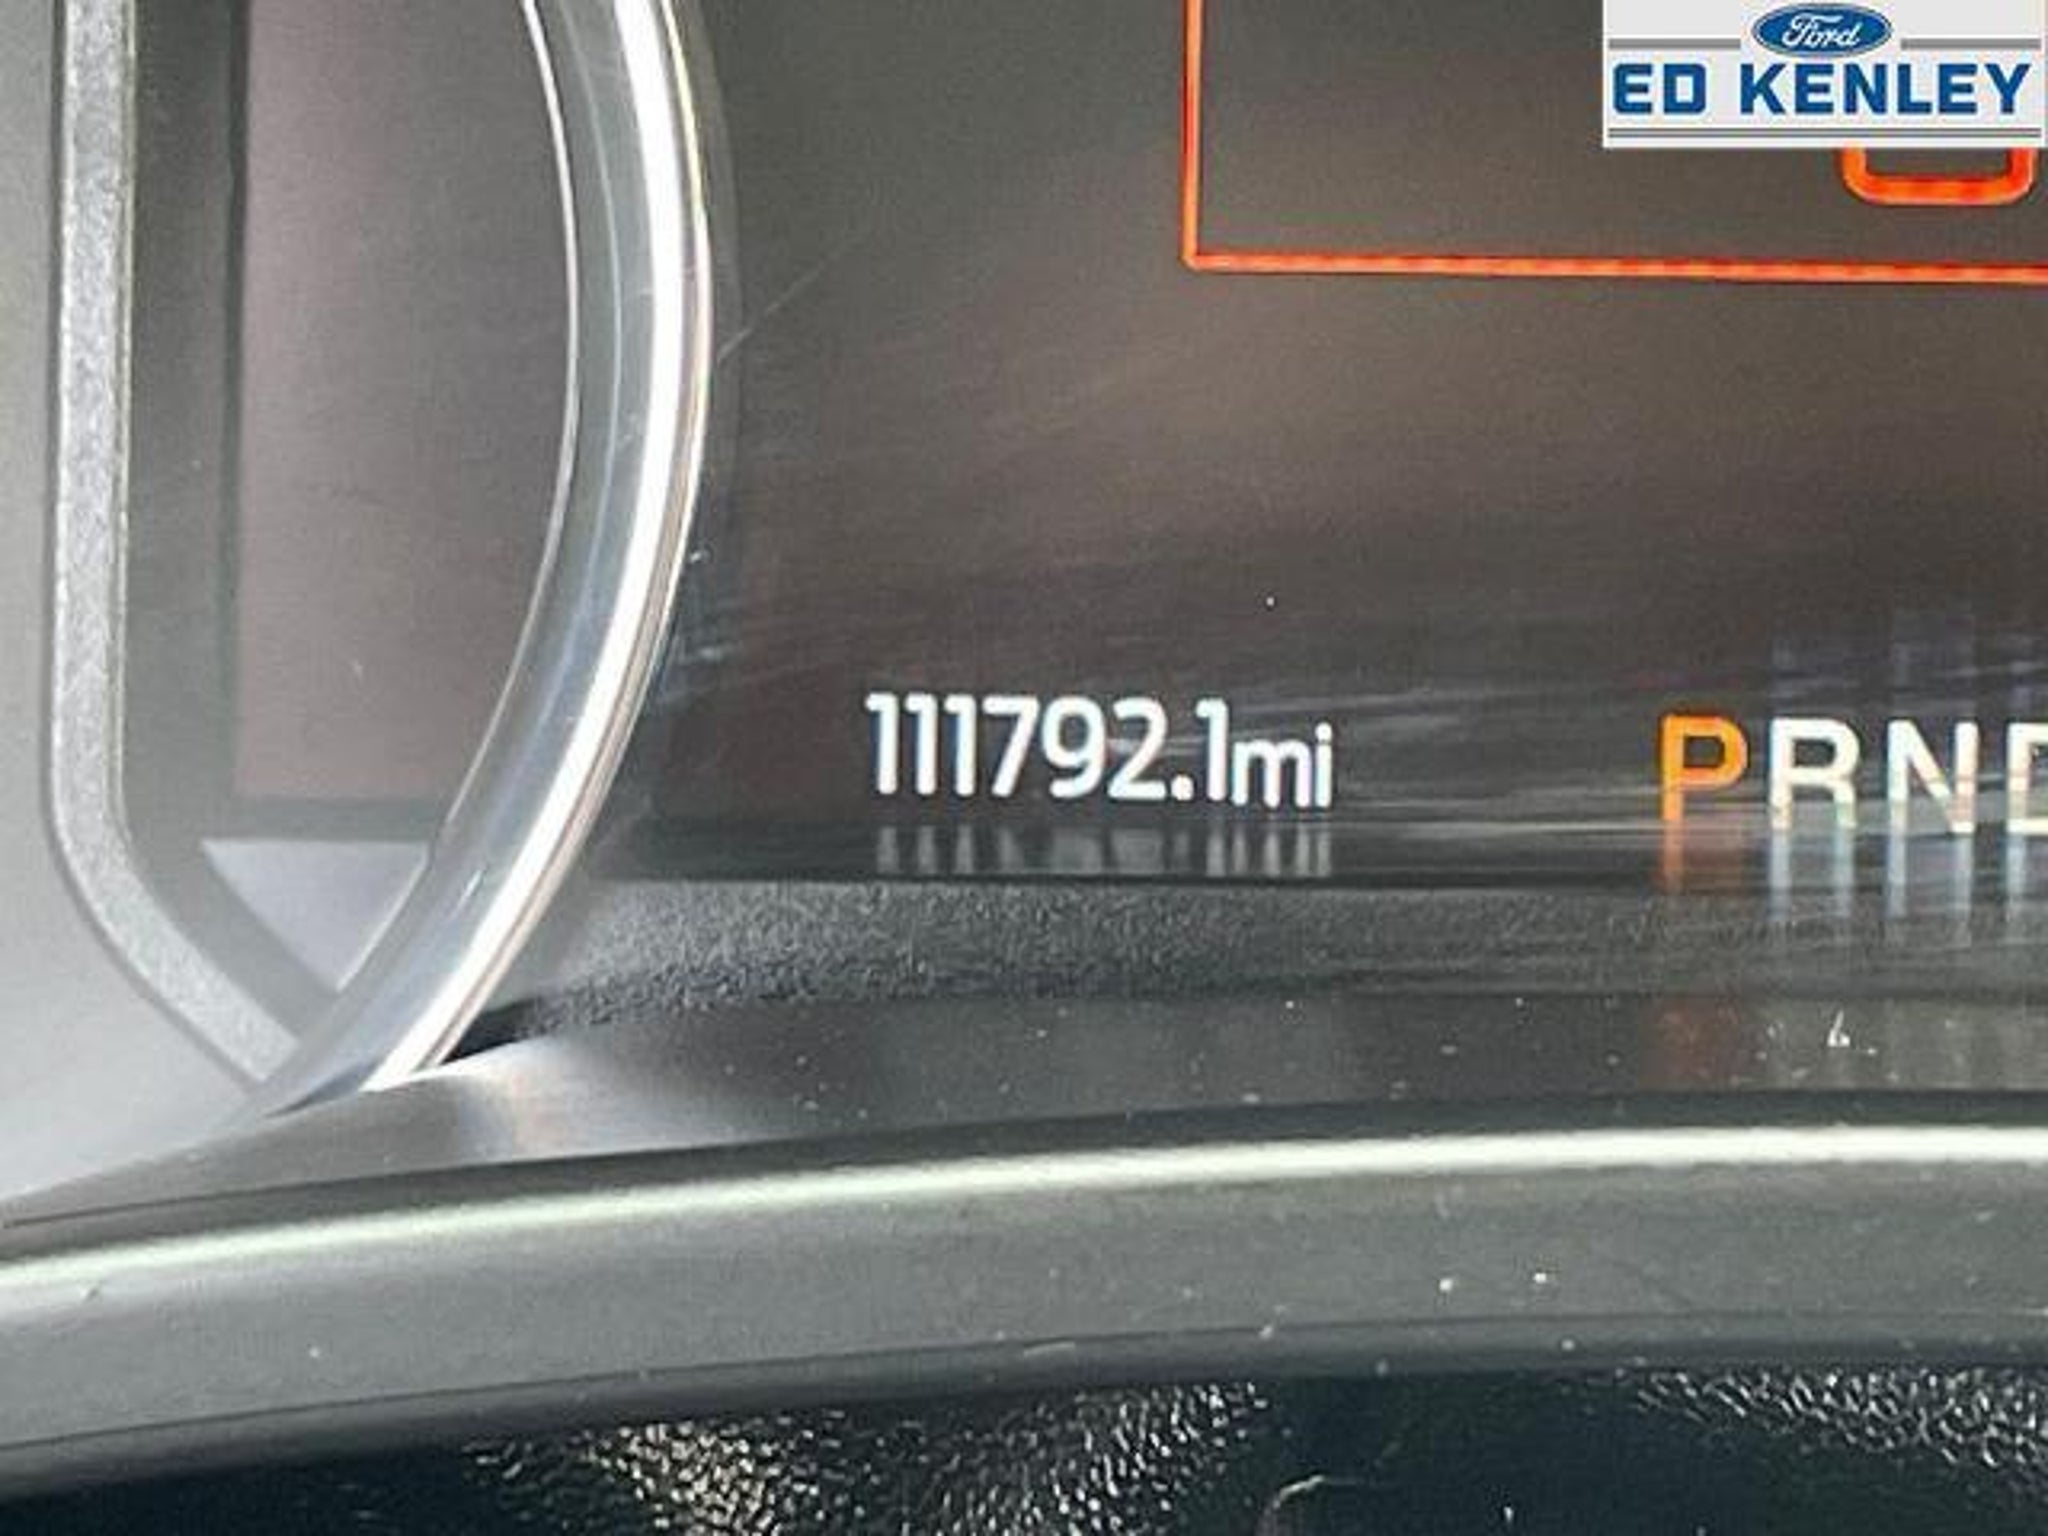 Ford
ED KENLEY
111792.1mi
PRND